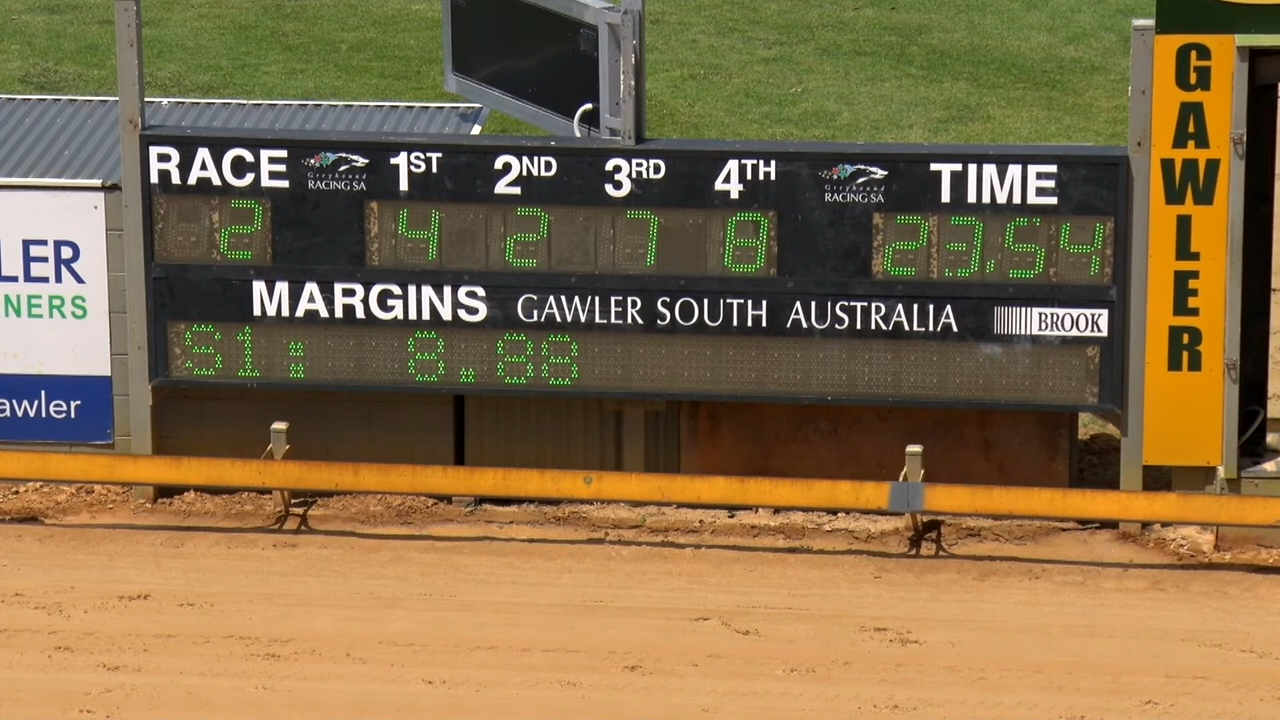 RACE Greyhound RACING SA 1ST 2ND 3RD 4TH Greyhound RACING SA TIME
2 4 2 7 8 23.54
MARGINS GAWLER SOUTH AUSTRALIA BROOK
S1: 8.88
LER
NERS
awler
GAWLER